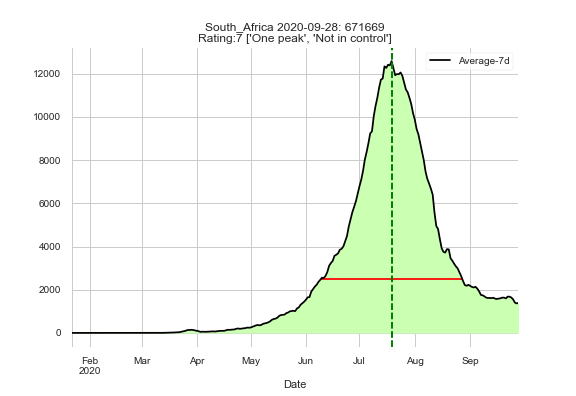 South_Africa 2020-09-28: 671669
Rating:7 ['One peak', 'Not in control']
Average-7d
12000
10000
8000
6000
4000
2000
0
Feb Mar Apr May Jun Jul Aug Sep
2020
Date